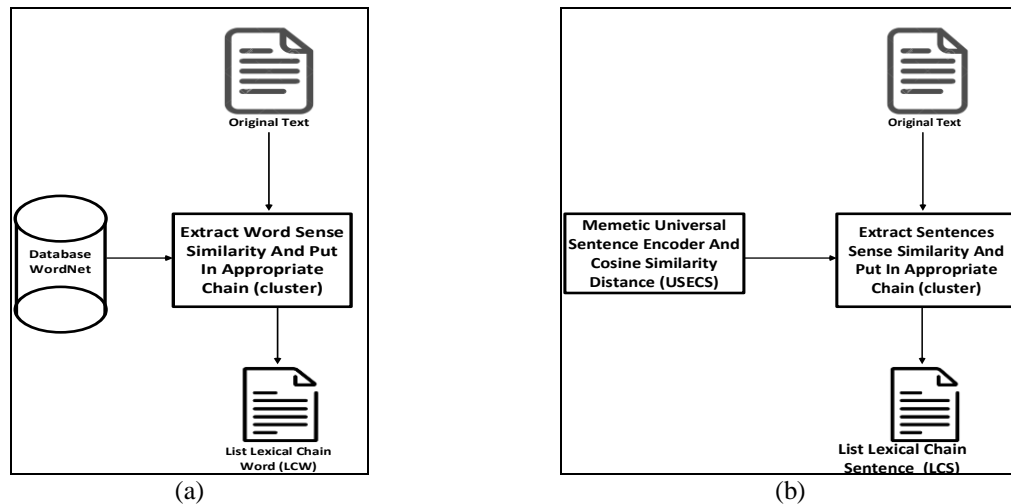 Original Text
Database
WordNet
Extract Word Sense
Similarity And Put
In Appropriate
Chain (cluster)
List Lexical Chain
Word (LCW)
(a)
Original Text
Memetic Universal
Sentence Encoder And
Cosine Similarity
Distance (USECS)
Extract Sentences
Sense Similarity And
Put In Appropriate
Chain (cluster)
List Lexical Chain
Sentence (LCS)
(b)